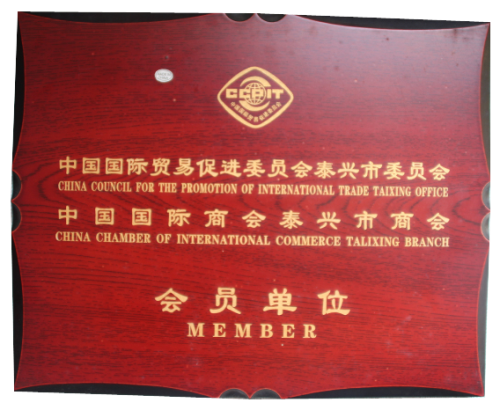 CCPIT
中国国际贸易促进委员会泰兴市委员会
CHINA COUNCIL FOR THE PROMOTION OF INTERNATIONAL TRADE TAIXING OFFICE
中国国际商会泰兴市商会
CHINA CHAMBER OF INTERNATIONAL COMMERCE TALIXING BRANCH
会员单位
MEMBER